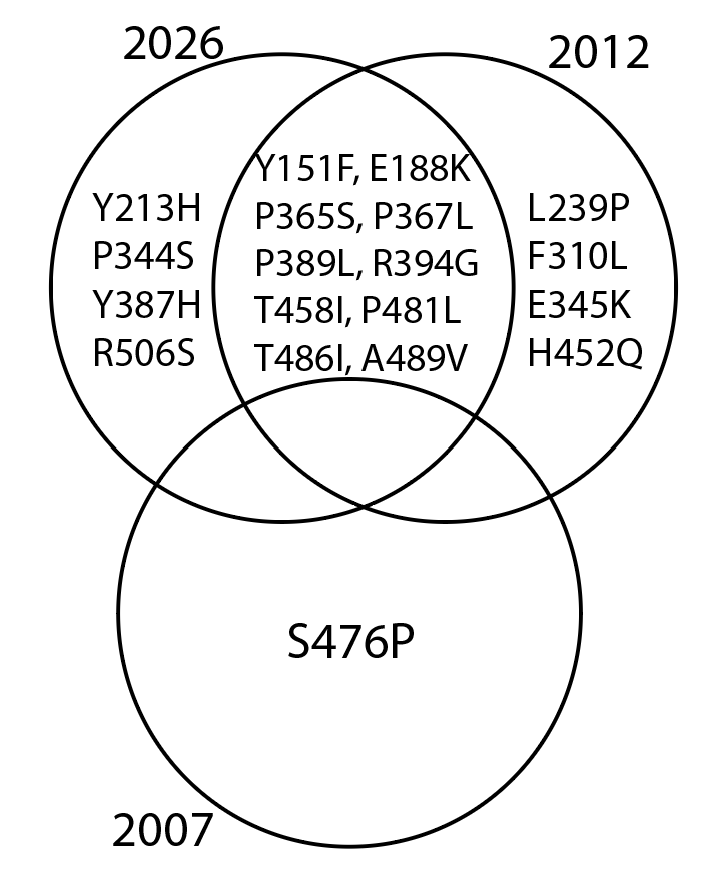 2026
2012
Y213H
P344S
Y387H
R506S
Y151F, E188K
P365S, P367L
P389L, R394G
T458I, P481L
T486I, A489V
L239P
F310L
E345K
H452Q
S476P
2007